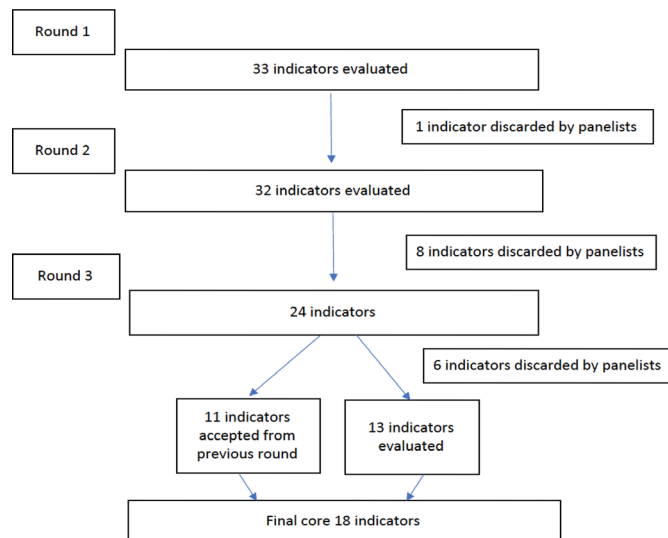 Round 1
33 indicators evaluated
1 indicator discarded by panelists
Round 2
32 indicators evaluated
8 indicators discarded by panelists
Round 3
24 indicators
6 indicators discarded by panelists
11 indicators
accepted from
previous round
13 indicators
evaluated
Final core 18 indicators